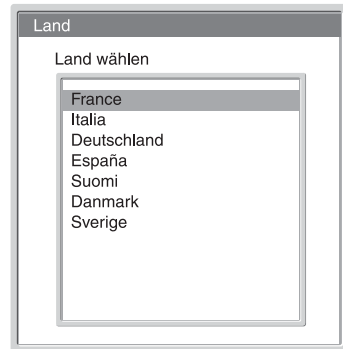 Land
Land wählen
France
Italia
Deutschland
España
Suomi
Danmark
Sverige